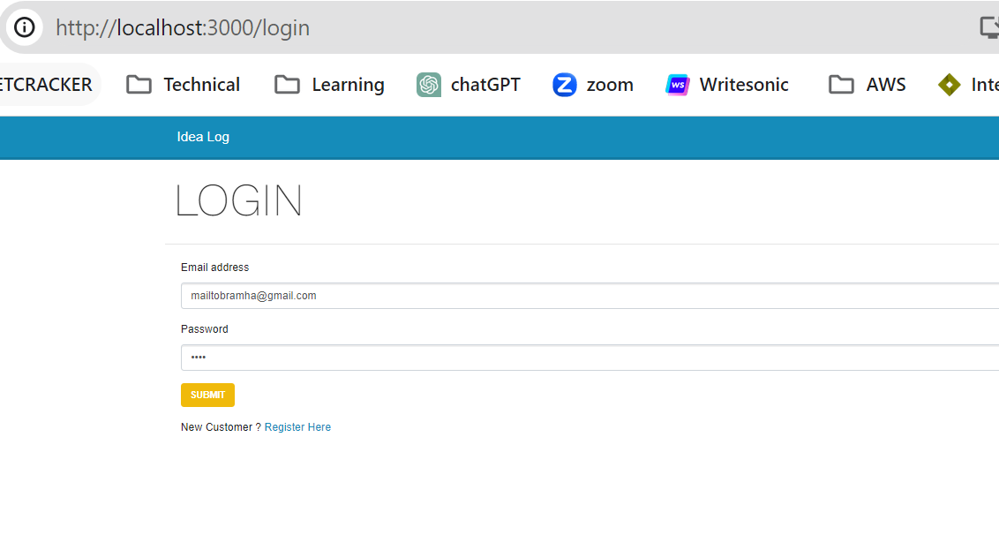 http://localhost:3000/login
ETCRACKER Technical Learning chatGPT zoom WS Writesonic AWS Inte
Idea Log
LOGIN
Email address
mailtobramha@gmail.com
Password
••••
SUBMIT
New Customer ? Register Here